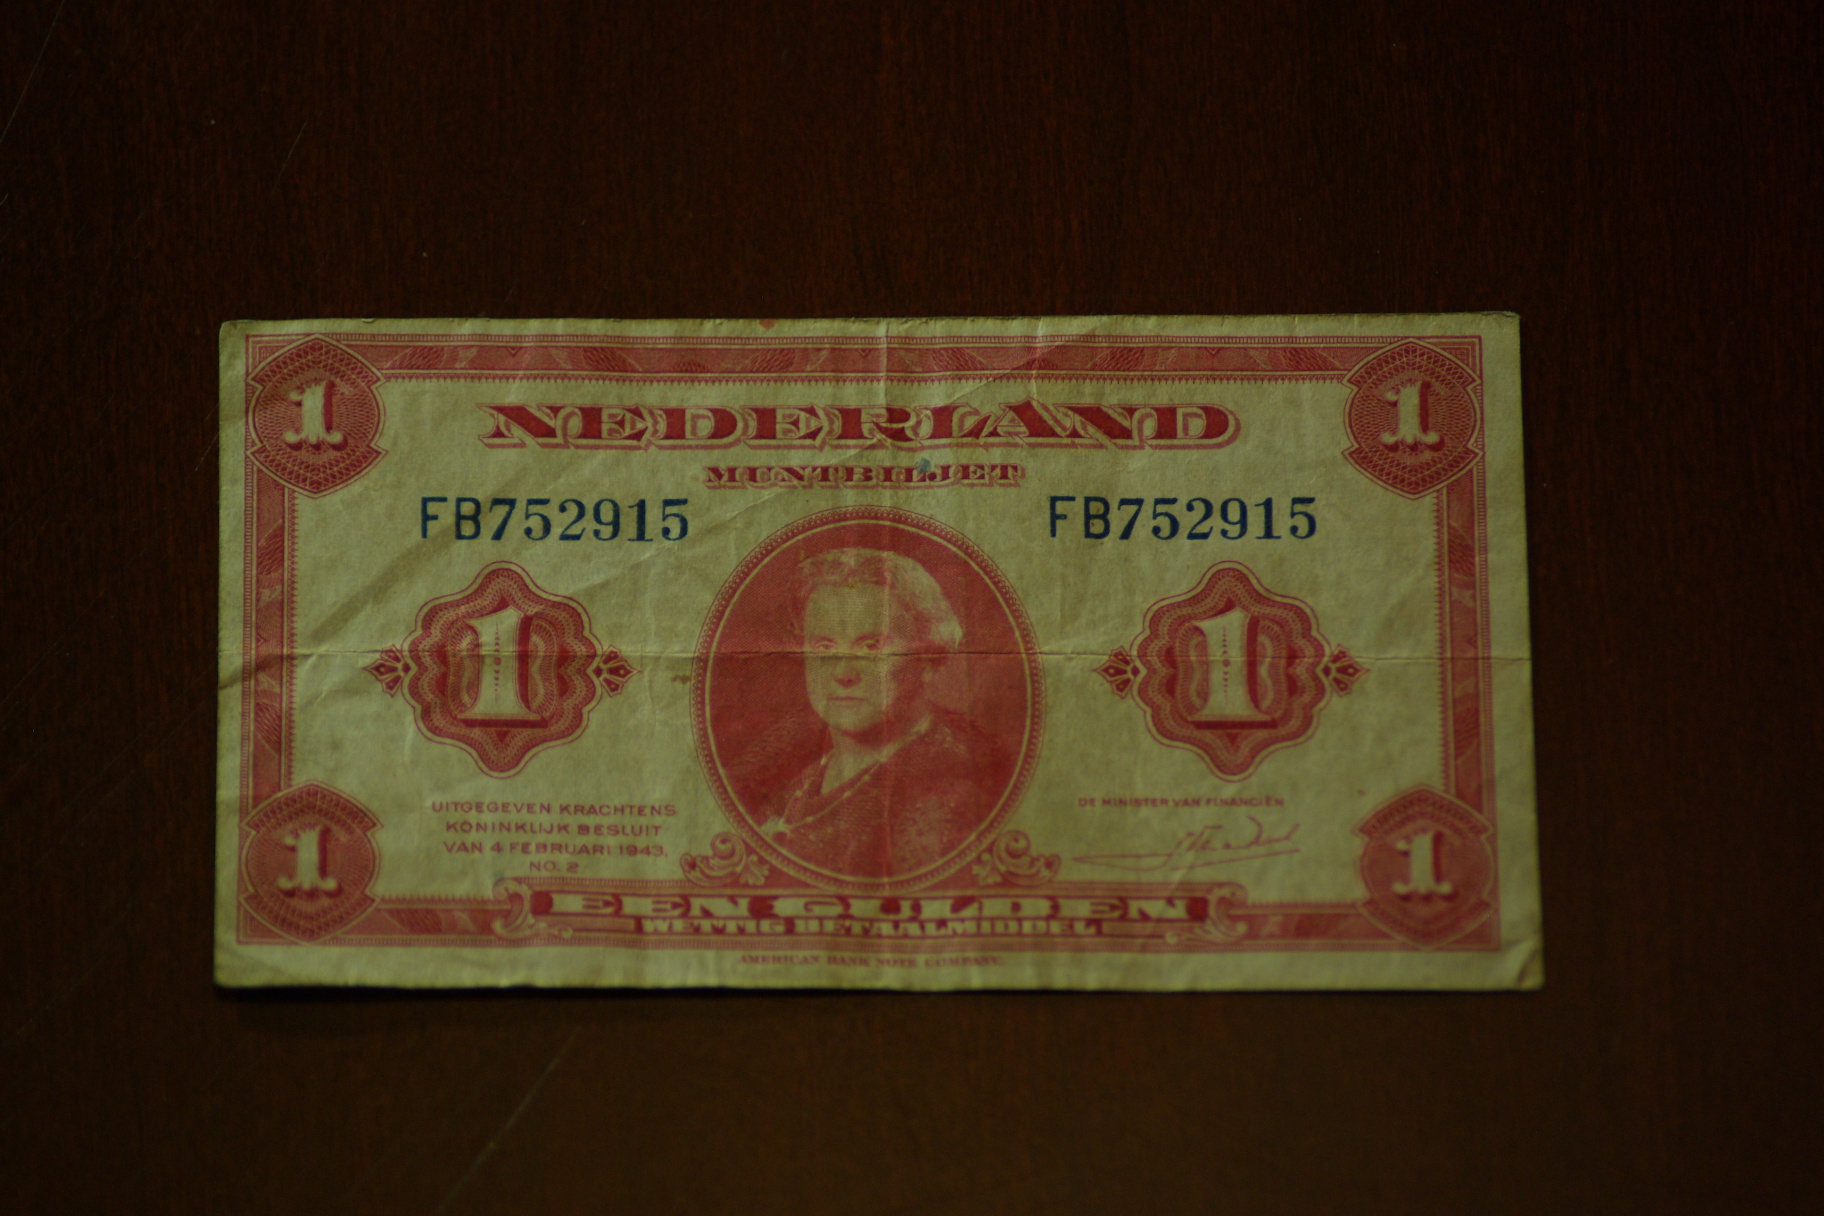 1 1
NEDERLAND
MUNTBILJET
FB752915 FB752915
1 1
UITGEGEVEN KRACHTENS
KONINKLIJK BESLUIT
VAN 4 FEBRUARI 1943,
NO. 2
DE MINISTER VAN FINANCIËN
1 1
EEN GULDEN
WETTIG BETAALMIDDEL
AMERICAN BANK NOTE COMPANY.